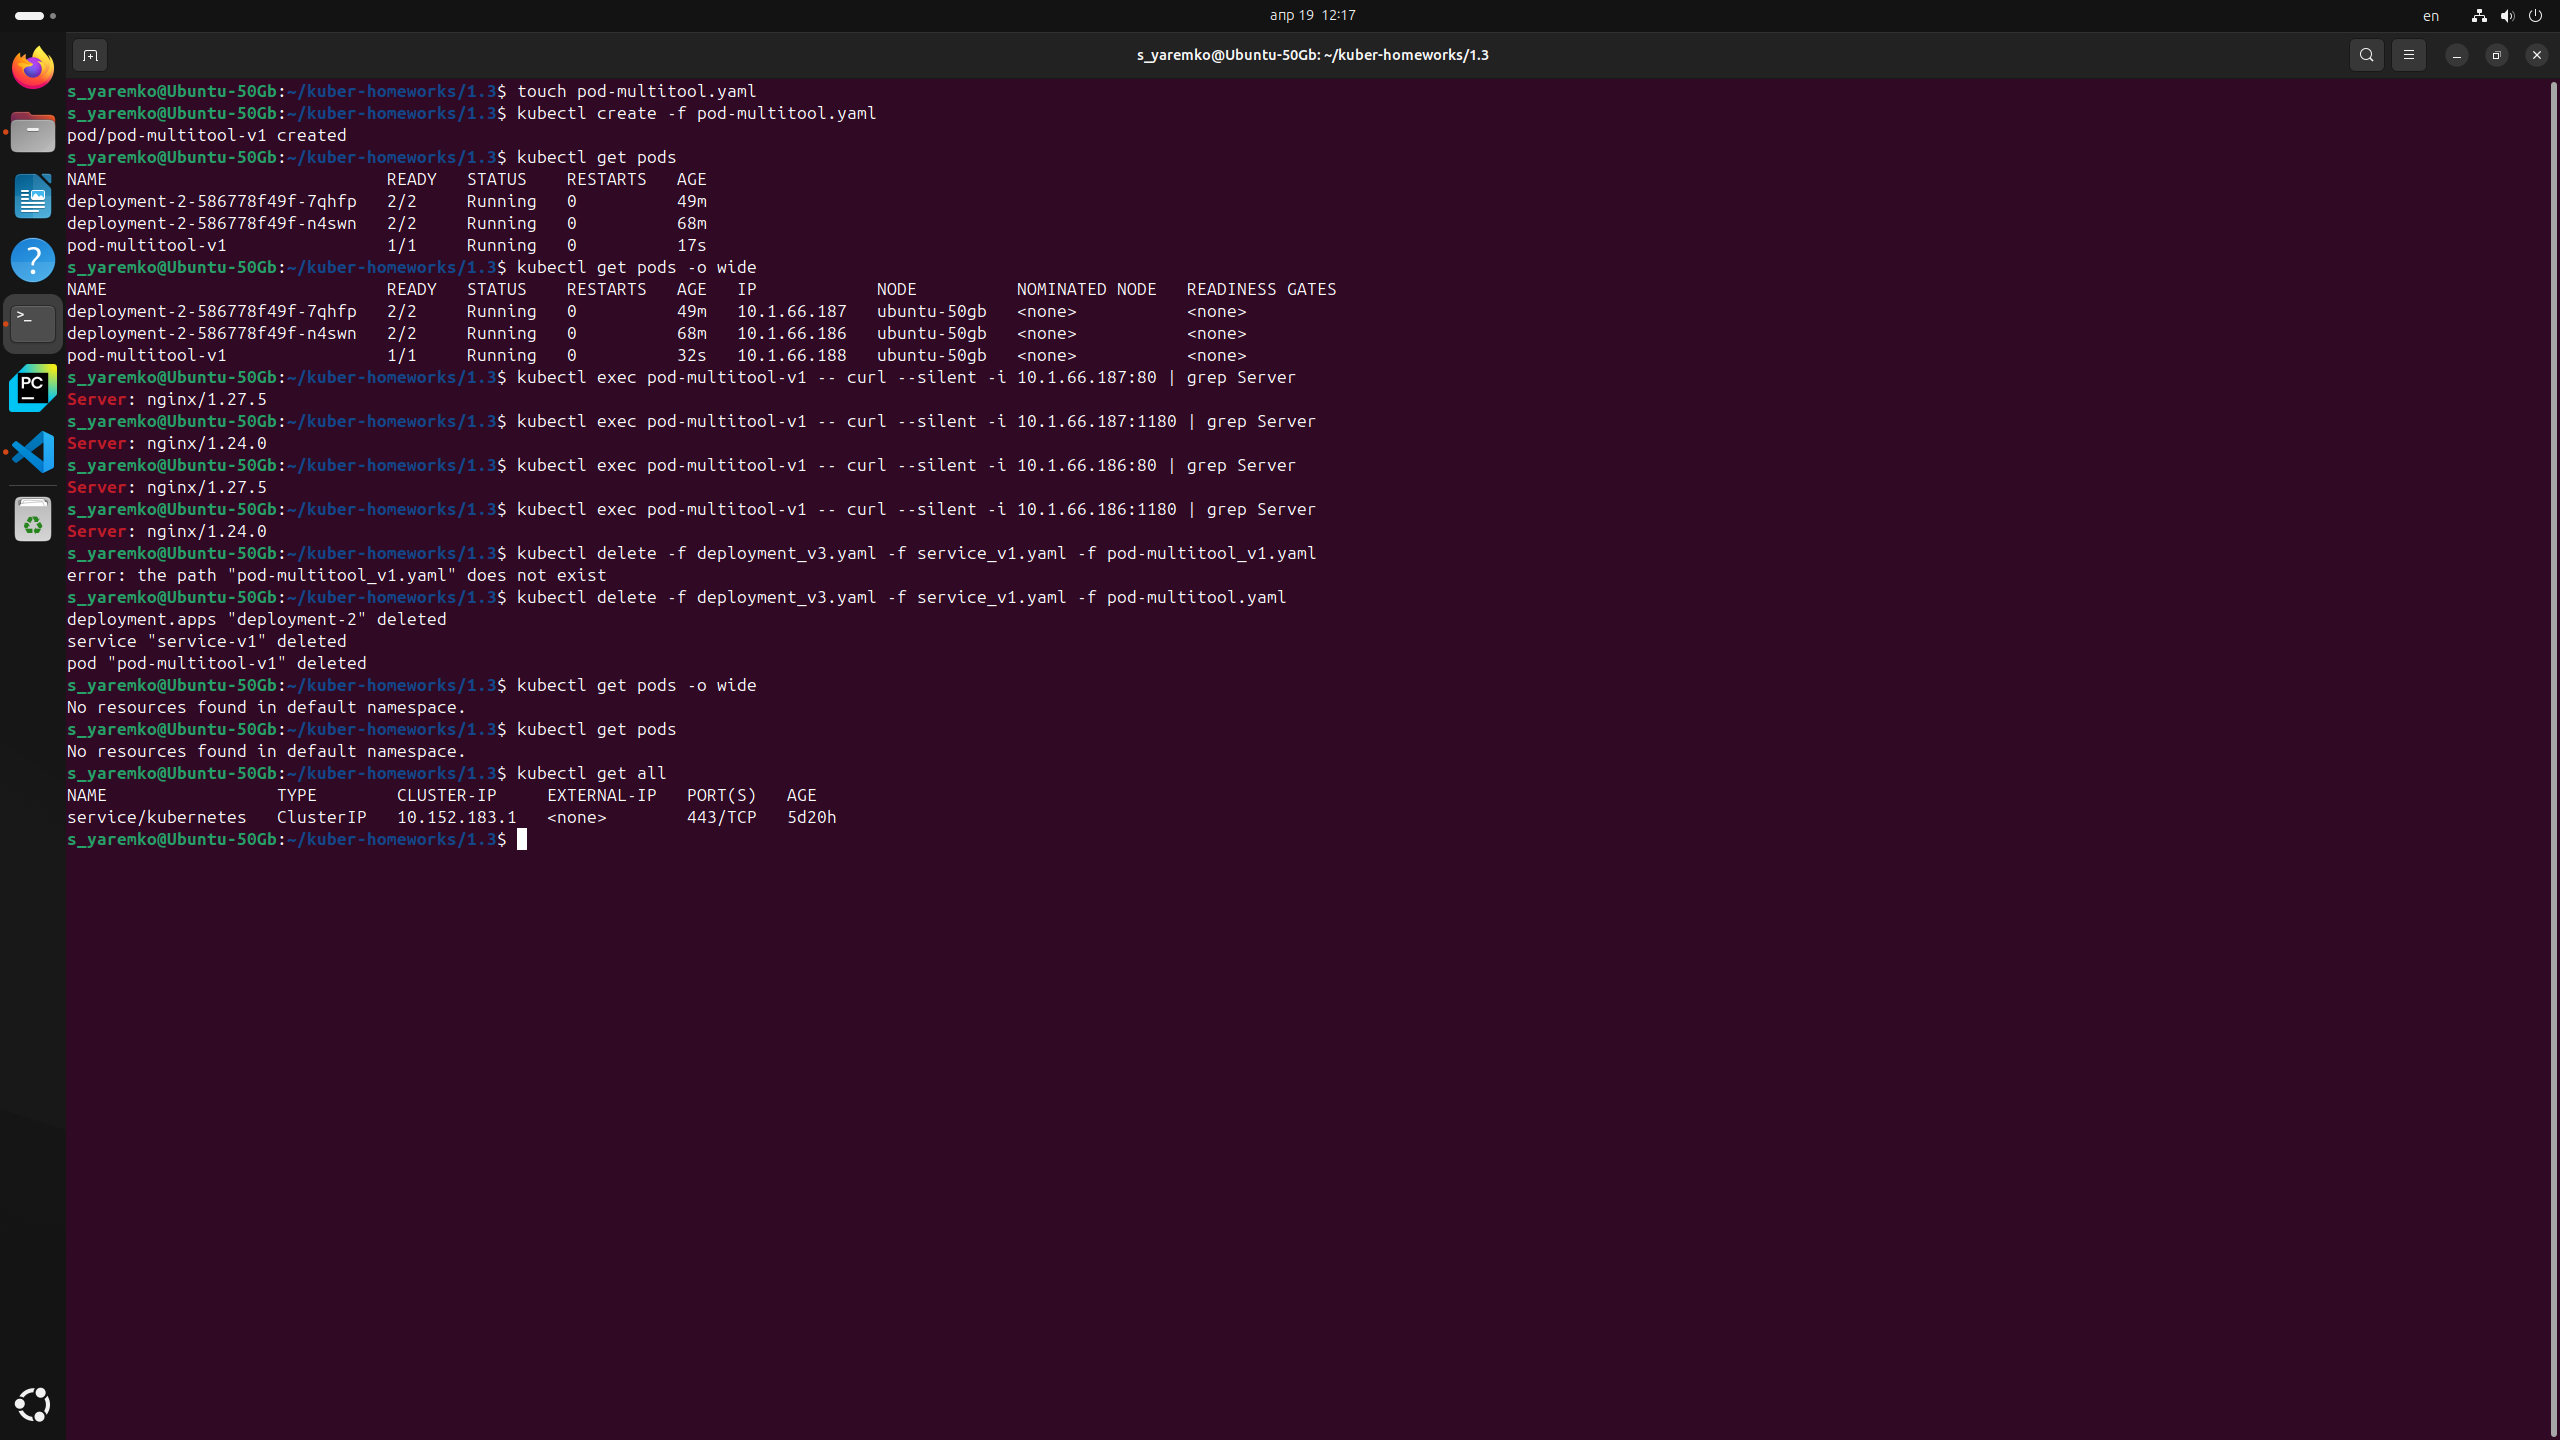 апр 19 12:17
en
s_yaremko@Ubuntu-50Gb: ~/kuber-homeworks/1.3
s_yaremko@Ubuntu-50Gb:~/kuber-homeworks/1.3$ touch pod-multitool.yaml
s_yaremko@Ubuntu-50Gb:~/kuber-homeworks/1.3$ kubectl create -f pod-multitool.yaml
pod/pod-multitool-v1 created
s_yaremko@Ubuntu-50Gb:~/kuber-homeworks/1.3$ kubectl get pods
NAME                            READY   STATUS    RESTARTS   AGE
deployment-2-586778f49f-7qhfp   2/2     Running   0          49m
deployment-2-586778f49f-n4swn   2/2     Running   0          68m
pod-multitool-v1                1/1     Running   0          17s
s_yaremko@Ubuntu-50Gb:~/kuber-homeworks/1.3$ kubectl get pods -o wide
NAME                            READY   STATUS    RESTARTS   AGE   IP            NODE          NOMINATED NODE   READINESS GATES
deployment-2-586778f49f-7qhfp   2/2     Running   0          49m   10.1.66.187   ubuntu-50gb   <none>           <none>
deployment-2-586778f49f-n4swn   2/2     Running   0          68m   10.1.66.186   ubuntu-50gb   <none>           <none>
pod-multitool-v1                1/1     Running   0          32s   10.1.66.188   ubuntu-50gb   <none>           <none>
s_yaremko@Ubuntu-50Gb:~/kuber-homeworks/1.3$ kubectl exec pod-multitool-v1 -- curl --silent -i 10.1.66.187:80 | grep Server
Server: nginx/1.27.5
s_yaremko@Ubuntu-50Gb:~/kuber-homeworks/1.3$ kubectl exec pod-multitool-v1 -- curl --silent -i 10.1.66.187:1180 | grep Server
Server: nginx/1.24.0
s_yaremko@Ubuntu-50Gb:~/kuber-homeworks/1.3$ kubectl exec pod-multitool-v1 -- curl --silent -i 10.1.66.186:80 | grep Server
Server: nginx/1.27.5
s_yaremko@Ubuntu-50Gb:~/kuber-homeworks/1.3$ kubectl exec pod-multitool-v1 -- curl --silent -i 10.1.66.186:1180 | grep Server
Server: nginx/1.24.0
s_yaremko@Ubuntu-50Gb:~/kuber-homeworks/1.3$ kubectl delete -f deployment_v3.yaml -f service_v1.yaml -f pod-multitool_v1.yaml
error: the path "pod-multitool_v1.yaml" does not exist
s_yaremko@Ubuntu-50Gb:~/kuber-homeworks/1.3$ kubectl delete -f deployment_v3.yaml -f service_v1.yaml -f pod-multitool.yaml
deployment.apps "deployment-2" deleted
service "service-v1" deleted
pod "pod-multitool-v1" deleted
s_yaremko@Ubuntu-50Gb:~/kuber-homeworks/1.3$ kubectl get pods -o wide
No resources found in default namespace.
s_yaremko@Ubuntu-50Gb:~/kuber-homeworks/1.3$ kubectl get pods
No resources found in default namespace.
s_yaremko@Ubuntu-50Gb:~/kuber-homeworks/1.3$ kubectl get all
NAME                 TYPE        CLUSTER-IP     EXTERNAL-IP   PORT(S)   AGE
service/kubernetes   ClusterIP   10.152.183.1   <none>        443/TCP   5d20h
s_yaremko@Ubuntu-50Gb:~/kuber-homeworks/1.3$
PC